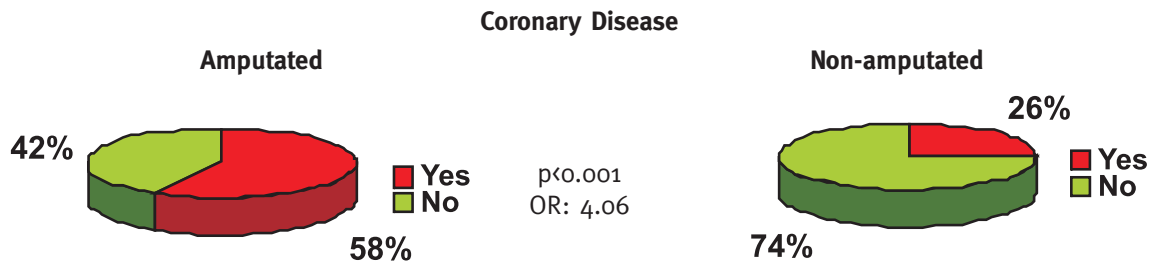 Coronary Disease
Amputated
Non-amputated
42%
58%
Yes
No
p<0.001
OR: 4.06
26%
74%
Yes
No